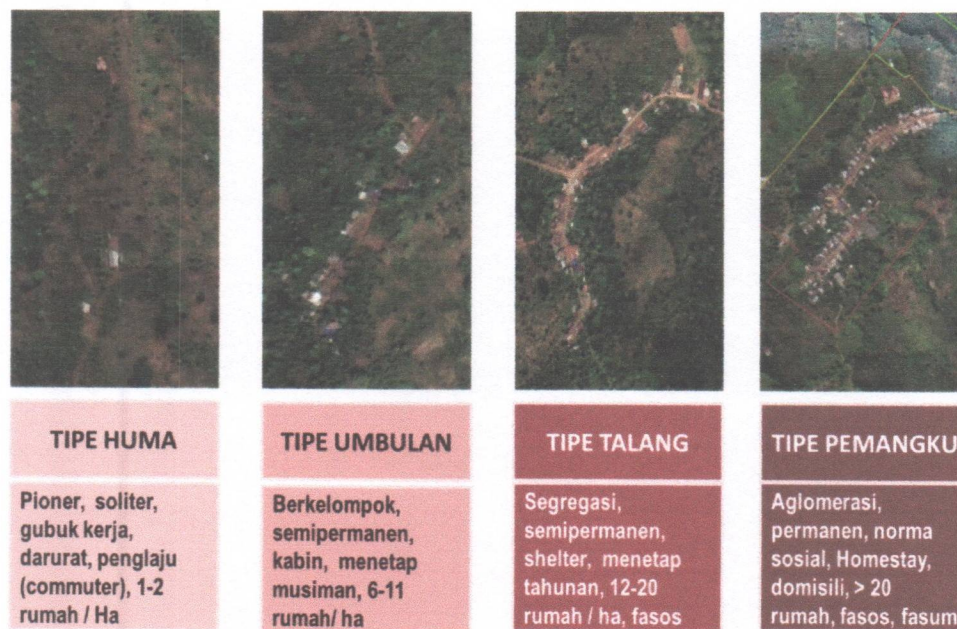 TIPE HUMA
Pioner, soliter,
gubuk kerja,
darurat, penglaju
(commuter), 1-2
rumah / Ha
TIPE UMBULAN
Berkelompok,
semipermanen,
kabin, menetap
musiman, 6-11
rumah/ ha
TIPE TALANG
Segregasi,
semipermanen,
shelter, menetap
tahunan, 12-20
rumah / ha, fasos
TIPE PEMANGKU
Aglomerasi,
permanen, norma
sosial, Homestay,
domisili, > 20
rumah, fasos, fasum